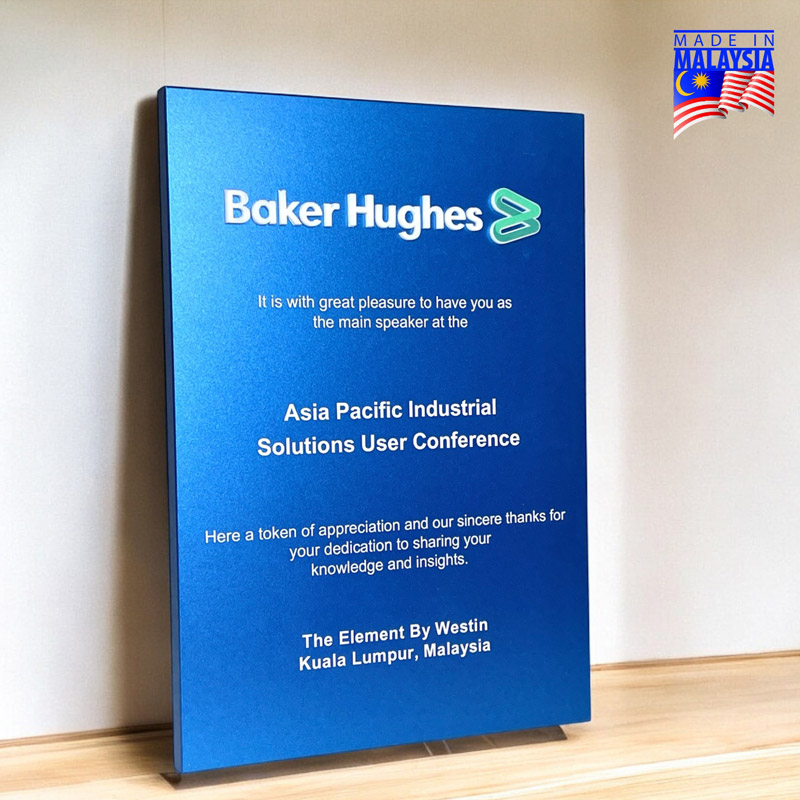 MADE IN
MALAYSIA
Baker Hughes
It is with great pleasure to have you as
the main speaker at the
Asia Pacific Industrial
Solutions User Conference
Here a token of appreciation and our sincere thanks for
your dedication to sharing your
knowledge and insights.
The Element By Westin
Kuala Lumpur, Malaysia